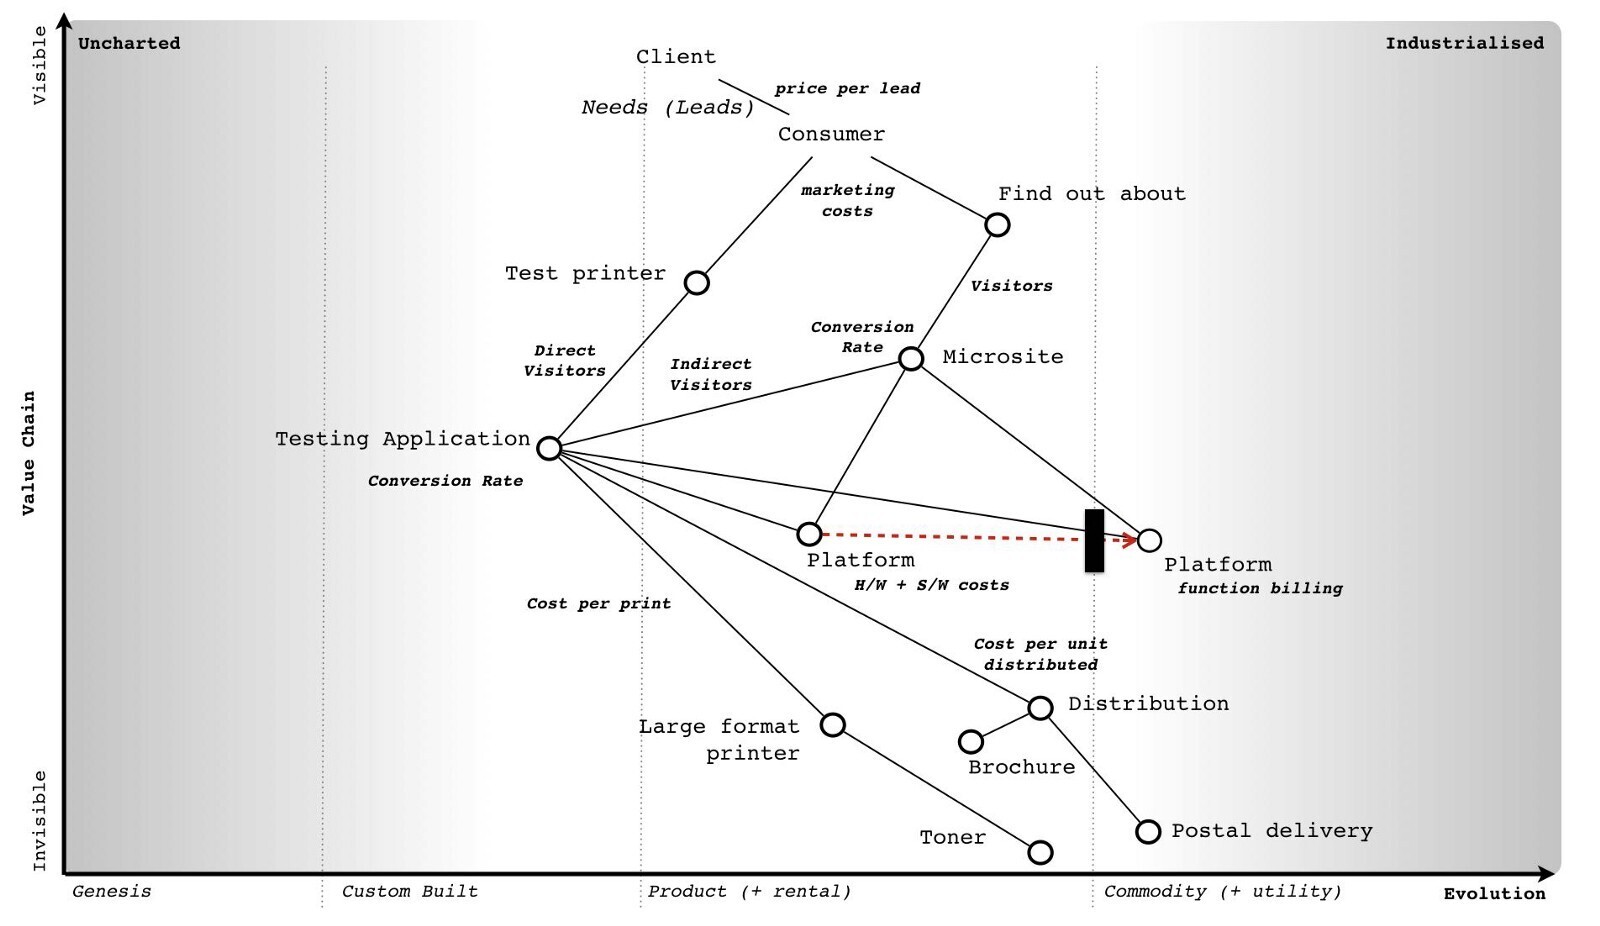 Visible
Uncharted
Industrialised
Client
price per lead
Needs (Leads)
Consumer
marketing
costs
Find out about
Test printer
Visitors
Conversion
Rate
Microsite
Direct
Visitors
Indirect
Visitors
Value Chain
Testing Application
Conversion Rate
Platform
H/W + S/W costs
Platform
function billing
Cost per print
Cost per unit
distributed
Distribution
Large format
printer
Brochure
Toner
Postal delivery
Invisible
Genesis
Custom Built
Product (+ rental)
Commodity (+ utility)
Evolution